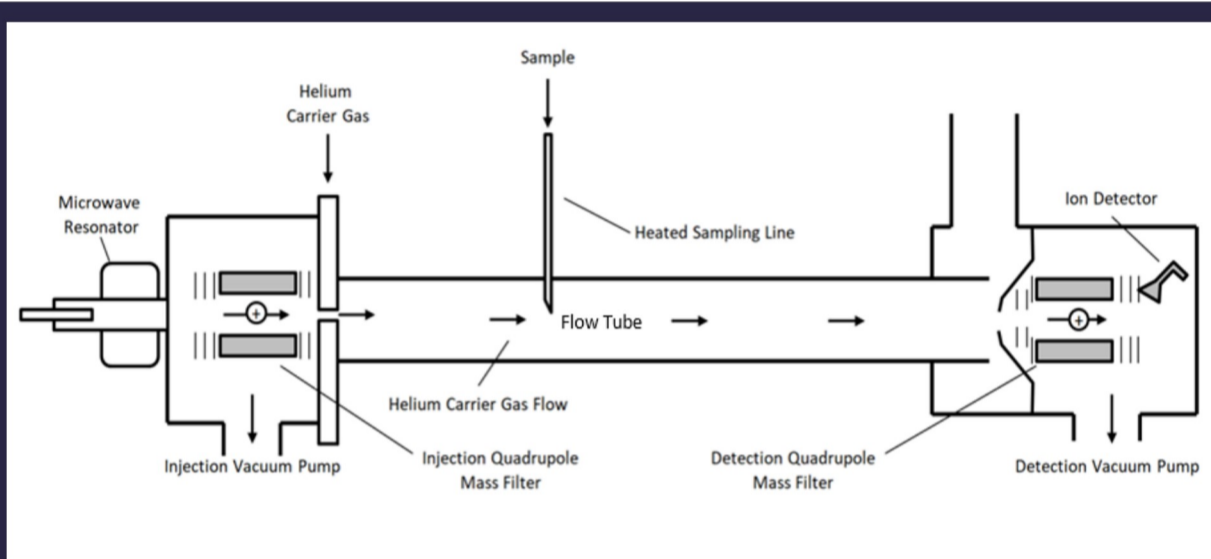 Sample
Helium
Carrier Gas
Microwave
Resonator
Ion Detector
Heated Sampling Line
+
Flow Tube
+
Helium Carrier Gas Flow
Injection Vacuum Pump
Injection Quadrupole
Mass Filter
Detection Quadrupole
Mass Filter
Detection Vacuum Pump